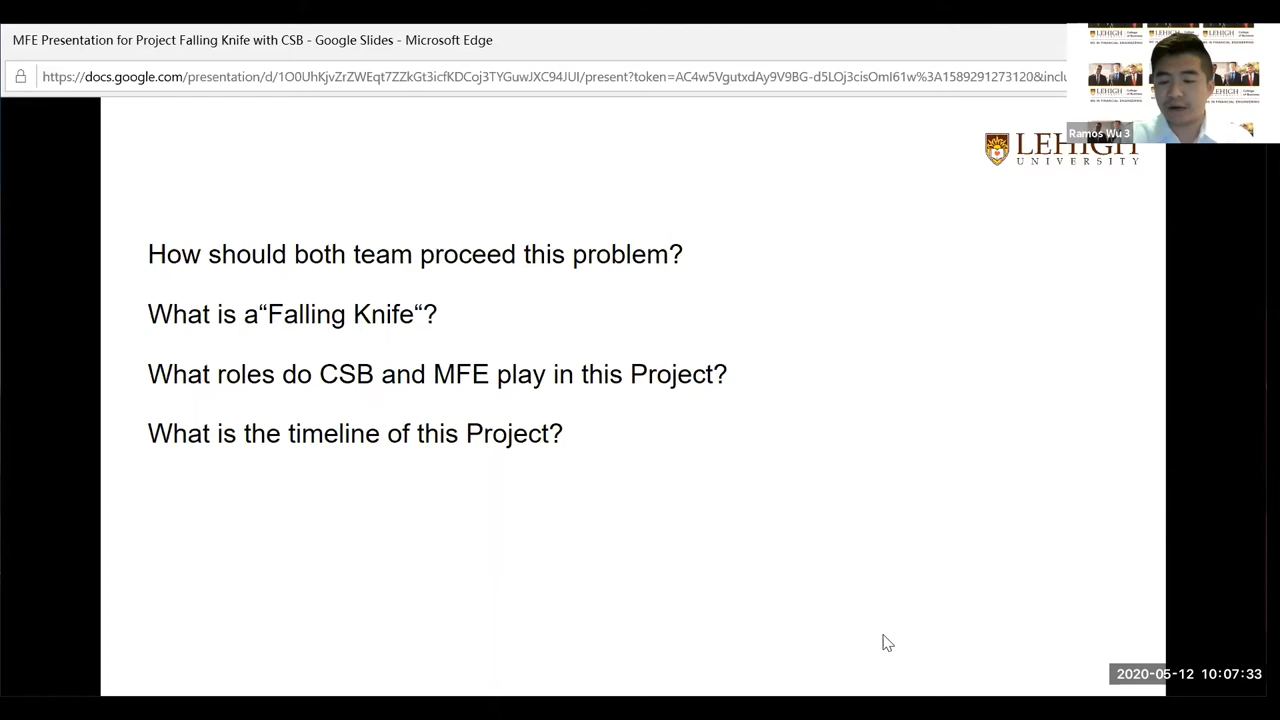 MFE Presentation for Project Falling Knife with CSB - Google Slides - Microsoft Edge
https://docs.google.com/presentation/d/1O0UhKjvZrZWEqt7ZZkGt3icfKDCoj3TYGuwJXC94JUI/present?token=AC4w5VgutxdAy9V9BG-d5LOj3cisOmI61w%3A1589291273120&inclu
Ramos Wu 3
LEHIGH
UNIVERSITY
How should both team proceed this problem?
What is a“Falling Knife“?
What roles do CSB and MFE play in this Project?
What is the timeline of this Project?
2020-05-12 10:07:33